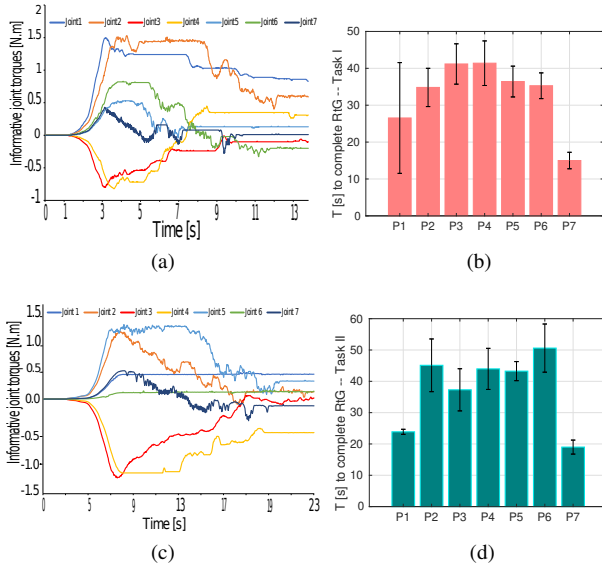 Joint1 Joint2 Joint3 Joint4 Joint5 Joint6 Joint7
Informative joint torques [N.m]
1.5
1
0.5
0
-0.5
-1
0 1 3 5 7 9 11 13
Time [s]
(a)
T [s] to complete RtG -- Task I
50
40
30
20
10
0
P1 P2 P3 P4 P5 P6 P7
(b)
Joint 1 Joint 2 Joint 3 Joint 4 Joint 5 Joint 6 Joint 7
Informative joint torques [N.m]
1.5
1.0
0.5
0.0
-0.5
-1.0
-1.5
0 5 9 13 17 19 23
Time [s]
(c)
T [s] to complete RtG -- Task II
60
50
40
30
20
10
0
P1 P2 P3 P4 P5 P6 P7
(d)